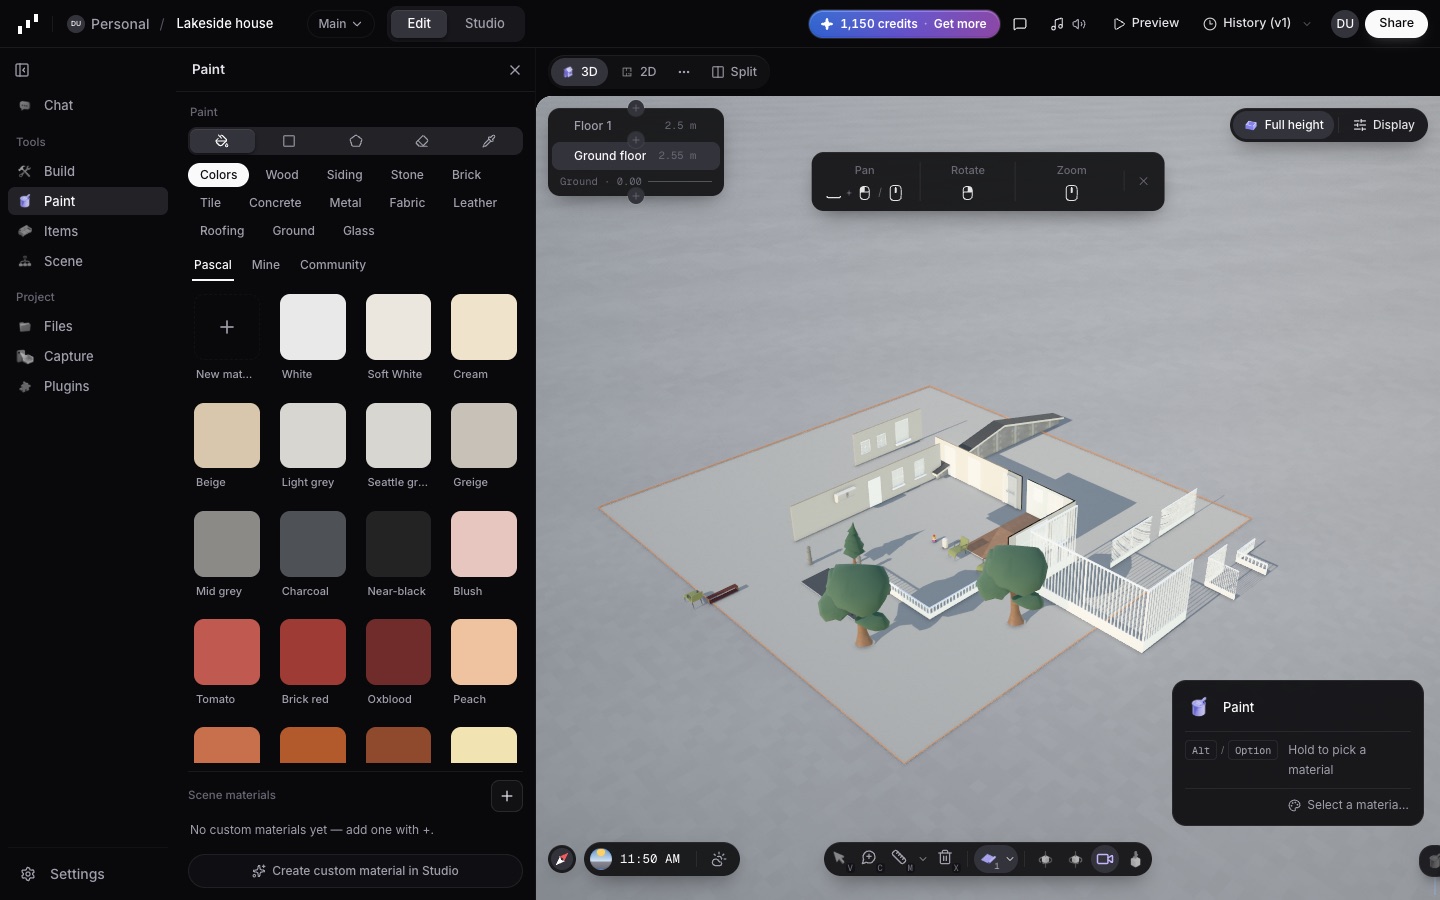 DU Personal / Lakeside house
Main
Edit
Studio
1,150 credits · Get more
Preview
History (v1)
DU
Share
Chat
Tools
Build
Paint
Items
Scene
Project
Files
Capture
Plugins
Settings
Paint
Paint
Colors
Wood
Siding
Stone
Brick
Tile
Concrete
Metal
Fabric
Leather
Roofing
Ground
Glass
Pascal
Mine
Community
New mat...
White
Soft White
Cream
Beige
Light grey
Seattle gr...
Greige
Mid grey
Charcoal
Near-black
Blush
Tomato
Brick red
Oxblood
Peach
Scene materials
No custom materials yet — add one with +.
Create custom material in Studio
3D
2D
Split
Floor 1 2.5 m
Ground floor 2.55 m
Ground · 0.00
Pan
Rotate
Zoom
+ /
Full height
Display
Paint
Alt / Option
Hold to pick a
material
Select a materia...
11:50 AM
V
C
M
X
1